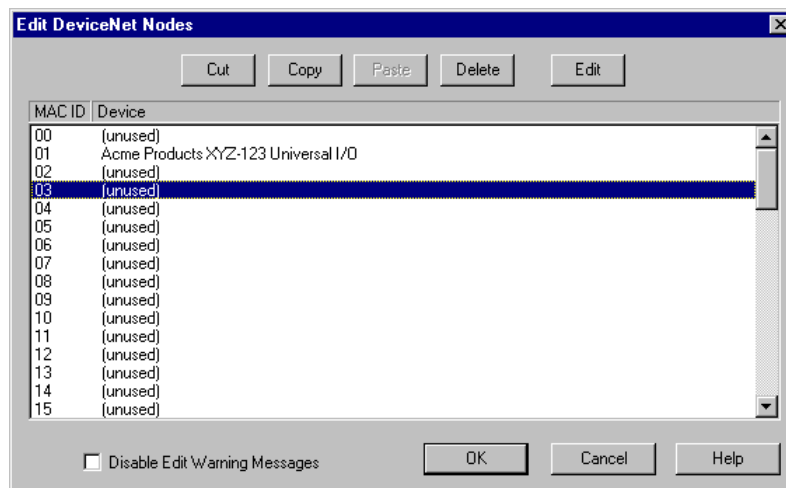 Edit DeviceNet Nodes
Cut Copy Paste Delete Edit
MAC ID Device
00 (unused)
01 Acme Products XYZ-123 Universal I/O
02 (unused)
03 (unused)
04 (unused)
05 (unused)
06 (unused)
07 (unused)
08 (unused)
09 (unused)
10 (unused)
11 (unused)
12 (unused)
13 (unused)
14 (unused)
15 (unused)
Disable Edit Warning Messages OK Cancel Help